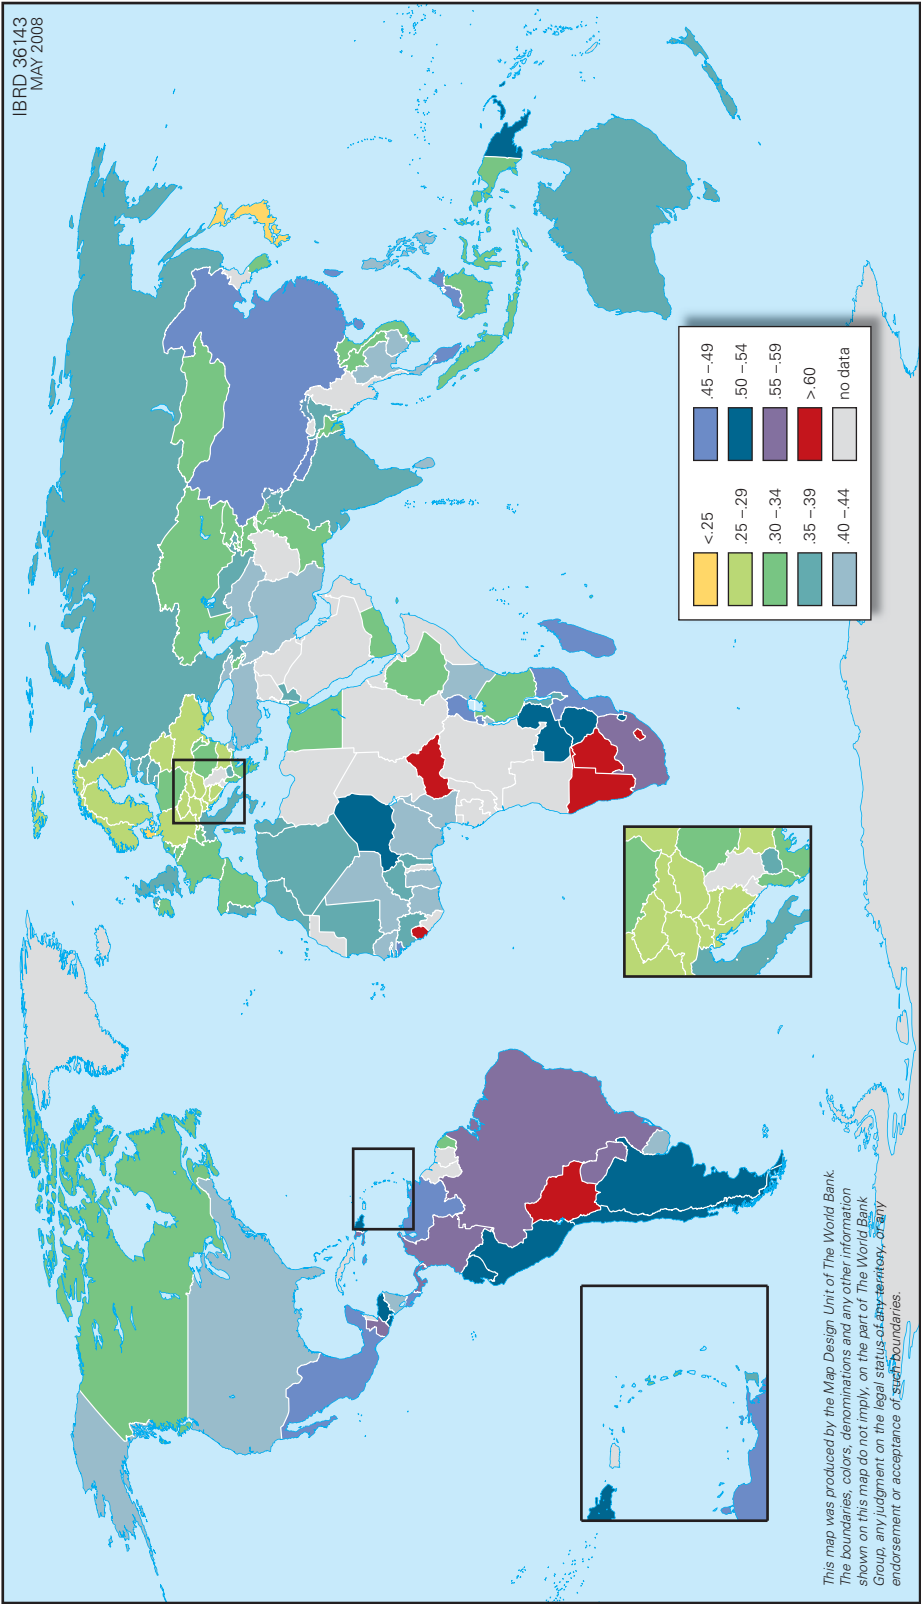 IBRD 36143
MAY 2008
<.25
.25 –.29
.30 –.34
.35 –.39
.40 –.44
.45 –.49
.50 –.54
.55 –.59
>.60
no data
This map was produced by the Map Design Unit of The World Bank.
The boundaries, colors, denominations and any other information
shown on this map do not imply, on the part of The World Bank
Group, any judgment on the legal status of any territory, or any
endorsement or acceptance of such boundaries.